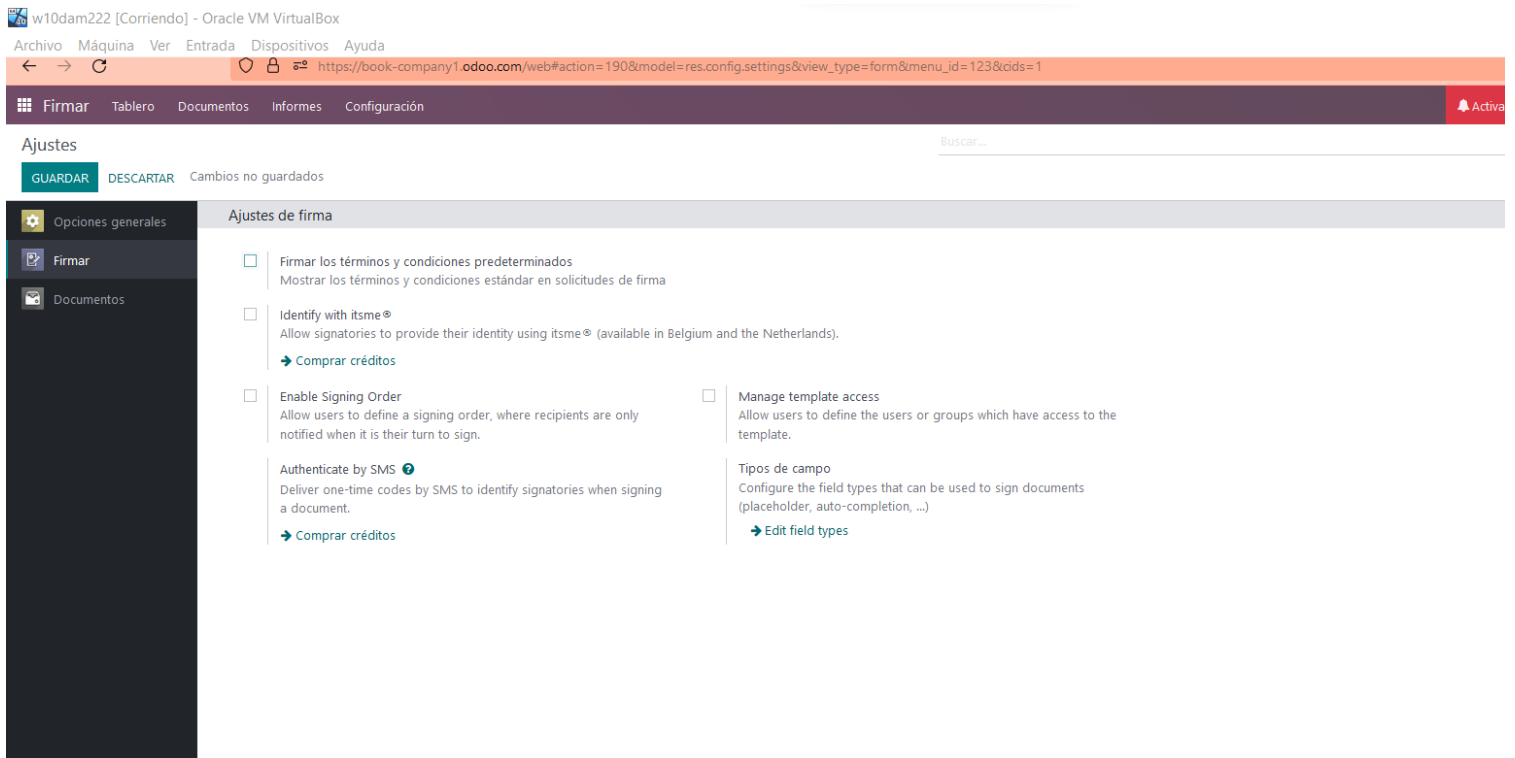 w10dam222 [Corriendo] - Oracle VM VirtualBox
Archivo Máquina Ver Entrada Dispositivos Ayuda
https://book-company1.odoo.com/web#action=190&model=res.config.settings&view_type=form&menu_id=123&cids=1
Firmar Tablero Documentos Informes Configuración Activa
Ajustes Buscar...
GUARDAR DESCARTAR Cambios no guardados
Opciones generales
Firmar
Documentos
Ajustes de firma
Firmar los términos y condiciones predeterminados
Mostrar los términos y condiciones estándar en solicitudes de firma
Identify with itsme®
Allow signatories to provide their identity using itsme® (available in Belgium and the Netherlands).
Comprar créditos
Enable Signing Order
Allow users to define a signing order, where recipients are only
notified when it is their turn to sign.
Manage template access
Allow users to define the users or groups which have access to the
template.
Authenticate by SMS
Deliver one-time codes by SMS to identify signatories when signing
a document.
Comprar créditos
Tipos de campo
Configure the field types that can be used to sign documents
(placeholder, auto-completion, ...)
Edit field types